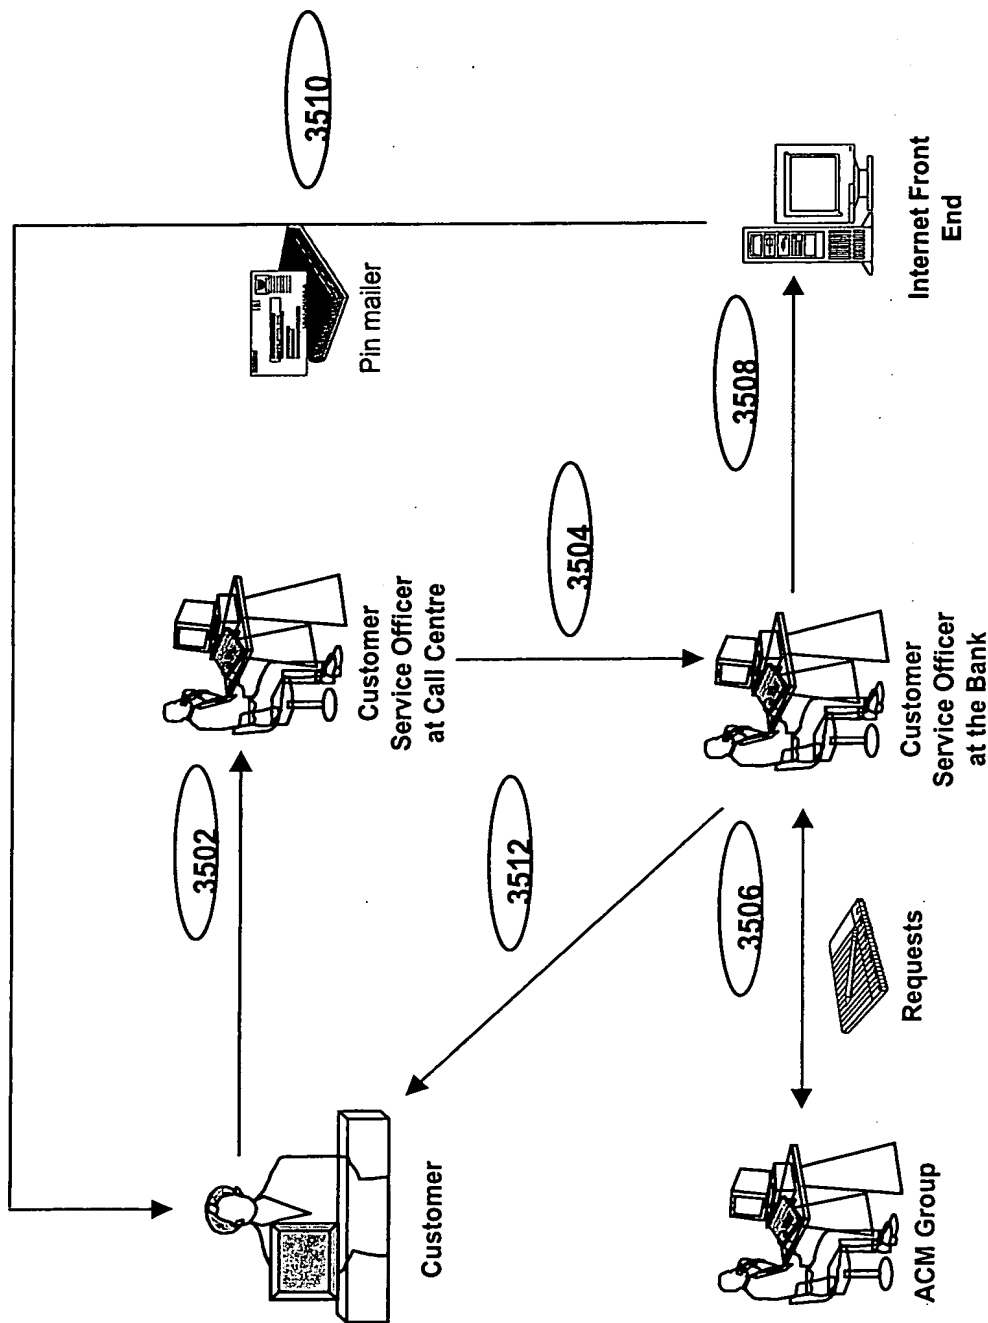 3510
Pin mailer
3502
Customer
Service Officer
at Call Centre
Customer
3504
3512
3508
3506
Internet Front
End
Customer
Service Officer
at the Bank
Requests
ACM Group